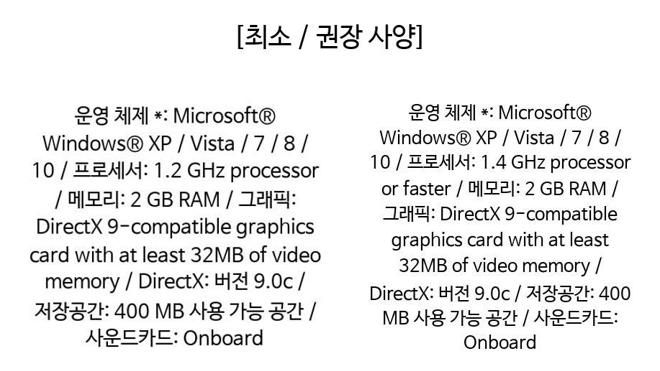 [최소 / 권장 사양]
운영 체제 *: Microsoft®
Windows® XP / Vista / 7 / 8 /
10 / 프로세서: 1.2 GHz processor
/ 메모리: 2 GB RAM / 그래픽:
DirectX 9-compatible graphics
card with at least 32MB of video
memory / DirectX: 버전 9.0c /
저장공간: 400 MB 사용 가능 공간 /
사운드카드: Onboard
운영 체제 *: Microsoft®
Windows® XP / Vista / 7 / 8 /
10 / 프로세서: 1.4 GHz processor
or faster / 메모리: 2 GB RAM /
그래픽: DirectX 9-compatible
graphics card with at least
32MB of video memory /
DirectX: 버전 9.0c / 저장공간: 400
MB 사용 가능 공간 / 사운드카드:
Onboard